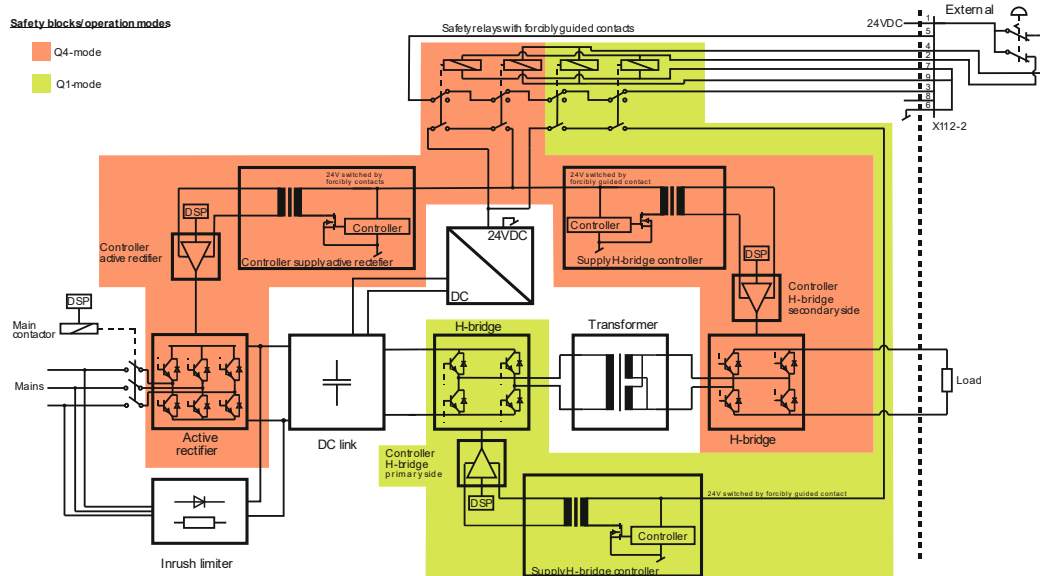 Safety blocks/operation modes
Q4-mode
Q1-mode
Safety relays with forcibly guided contacts
24VDC
External
1
5
4
2
7
9
3
8
6
X112-2
24V switched by
forcibly contacts
24V switched by
forcibly guided contact
DSP
Controller
Controller
Controller
active rectifier
Controller supply active rectefier
24VDC
DC
Supply H-bridge controller
DSP
Controller
H-bridge
secondary side
DSP
Main
contactor
H-bridge
Transformer
Mains
Load
Active
rectifier
DC link
H-bridge
Controller
H-bridge
primary side
DSP
24V switched by forcibly guided contact
Controller
Inrush limiter
Supply H-bridge controller